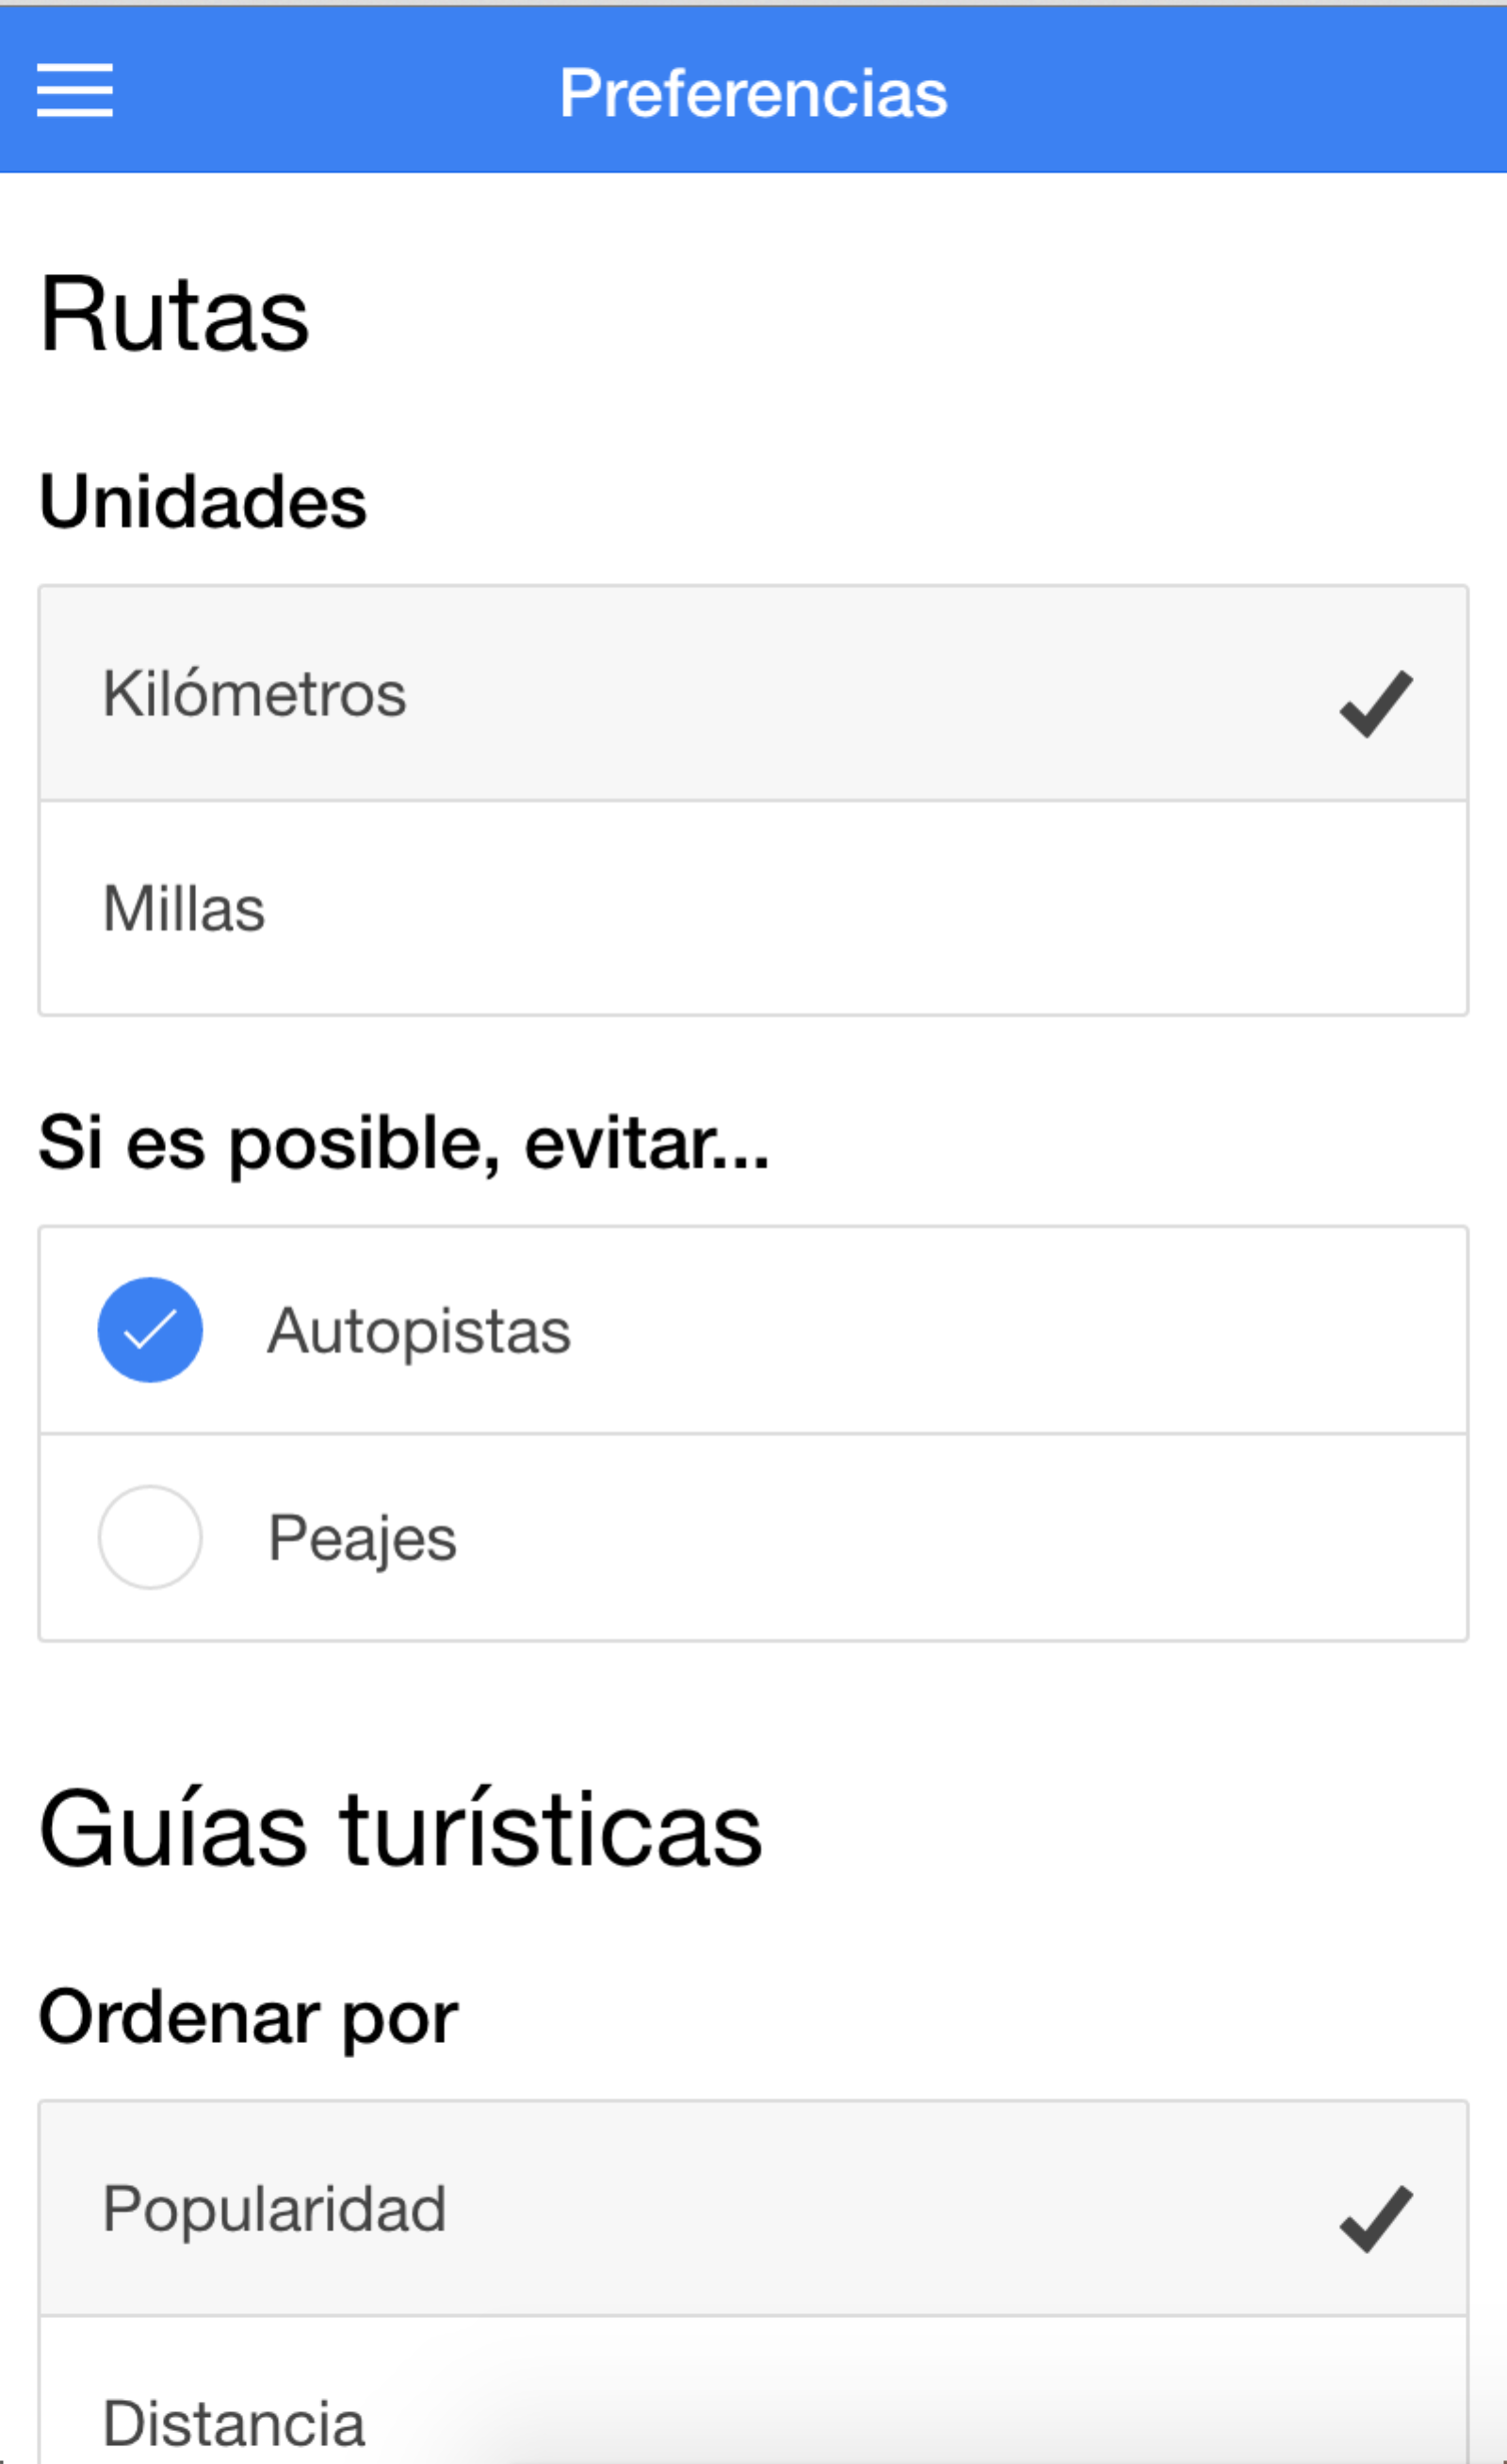 Preferencias
Rutas
Unidades
Kilómetros
Millas
Si es posible, evitar...
Autopistas
Peajes
Guías turísticas
Ordenar por
Popularidad
Distancia